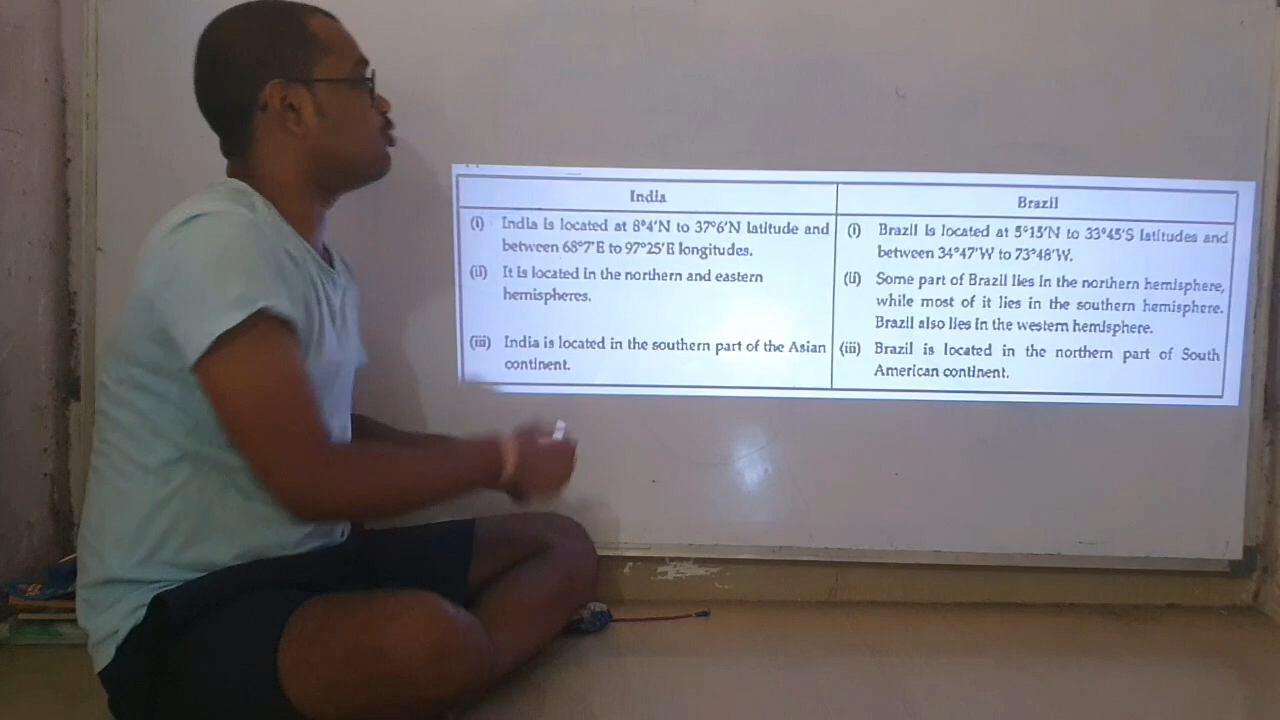 India
(i) India is located at 8°4'N to 37°6'N latitude and
between 68°7'E to 97°25'E longitudes.
(ii) It is located in the northern and eastern
hemispheres.
(iii) India is located in the southern part of the Asian
continent.
Brazil
(i) Brazil is located at 5°15'N to 33°45'S latitudes and
between 34°47'W to 73°48'W.
(ii) Some part of Brazil lies in the northern hemisphere,
while most of it lies in the southern hemisphere.
Brazil also lies in the western hemisphere.
(iii) Brazil is located in the northern part of South
American continent.